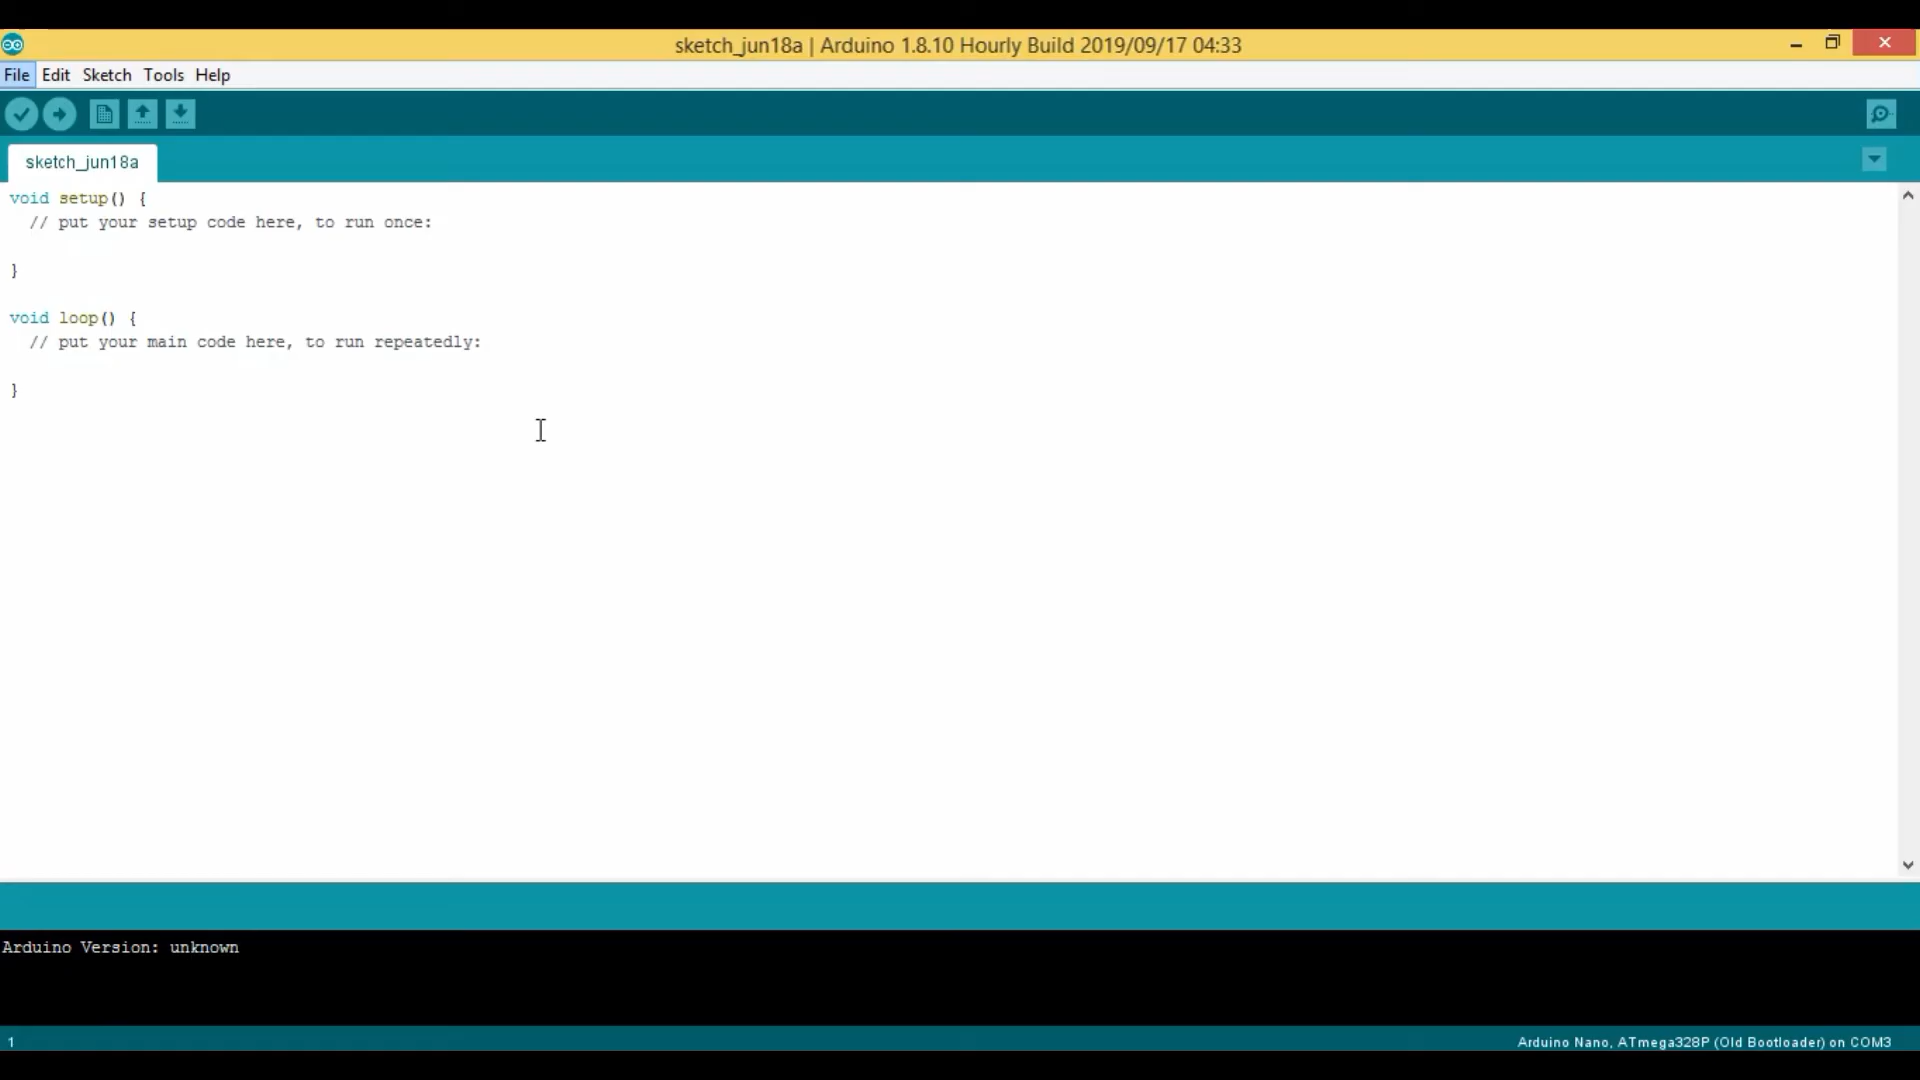 sketch_jun18a | Arduino 1.8.10 Hourly Build 2019/09/17 04:33
File Edit Sketch Tools Help
sketch_jun18a
void setup() {
  // put your setup code here, to run once:
}
void loop() {
  // put your main code here, to run repeatedly:
}
Arduino Version: unknown
1
Arduino Nano, ATmega328P (Old Bootloader) on COM3